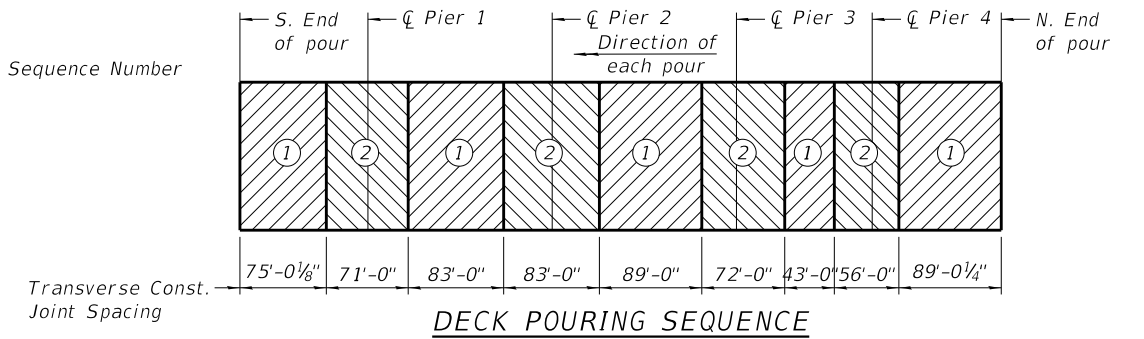 S. End
of pour
℄ Pier 1
℄ Pier 2
℄ Pier 3
℄ Pier 4
N. End
of pour
Direction of
each pour
Sequence Number
1 2 1 2 1 2 1 2 1
75'-0⅛" 71'-0" 83'-0" 83'-0" 89'-0" 72'-0" 43'-0" 56'-0" 89'-0¼"
Transverse Const.
Joint Spacing
DECK POURING SEQUENCE